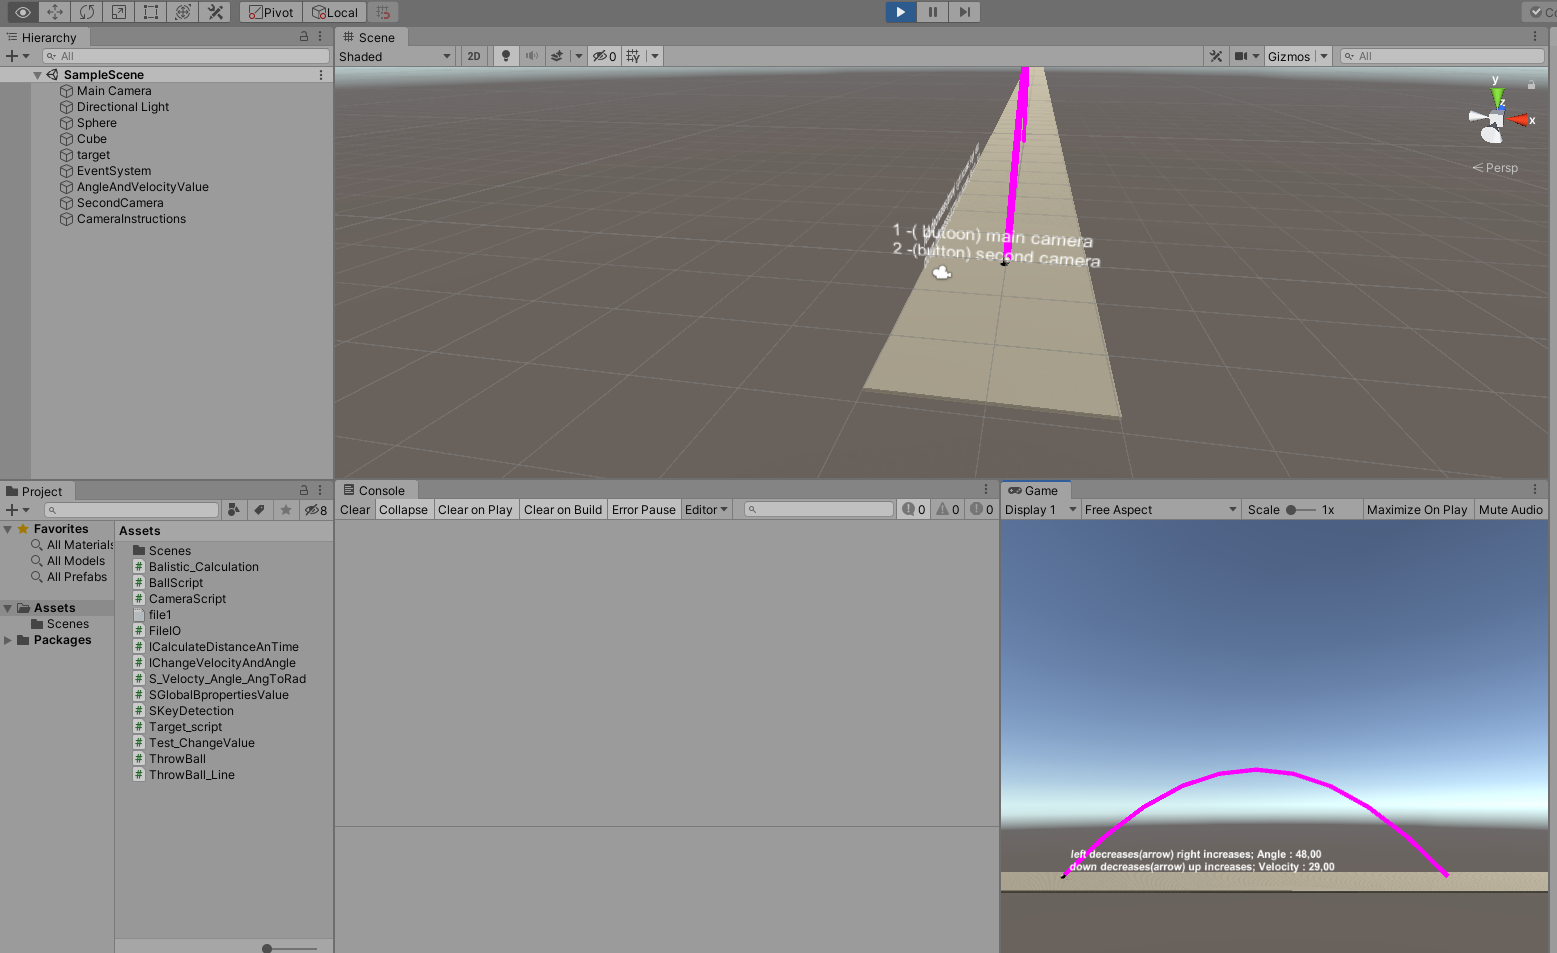 Pivot
Local
Co
Hierarchy
All
SampleScene
Main Camera
Directional Light
Sphere
Cube
target
EventSystem
AngleAndVelocityValue
SecondCamera
CameraInstructions
Scene
Shaded
2D
0
Gizmos
All
y
z
x
Persp
1 -( butoon) main camera
2 -(button) second camera
Project
8
Favorites
All Materials
All Models
All Prefabs
Assets
Scenes
Packages
Assets
Scenes
Balistic_Calculation
BallScript
CameraScript
file1
FileIO
ICalculateDistanceAnTime
IChangeVelocityAndAngle
S_Velocty_Angle_AngToRad
SGlobalBpropertiesValue
SKeyDetection
Target_script
Test_ChangeValue
ThrowBall
ThrowBall_Line
Console
Clear
Collapse
Clear on Play
Clear on Build
Error Pause
Editor
0
0
0
Game
Display 1
Free Aspect
Scale
1x
Maximize On Play
Mute Audio
left decreases(arrow) right increases; Angle : 48,00
down decreases(arrow) up increases; Velocity : 29,00